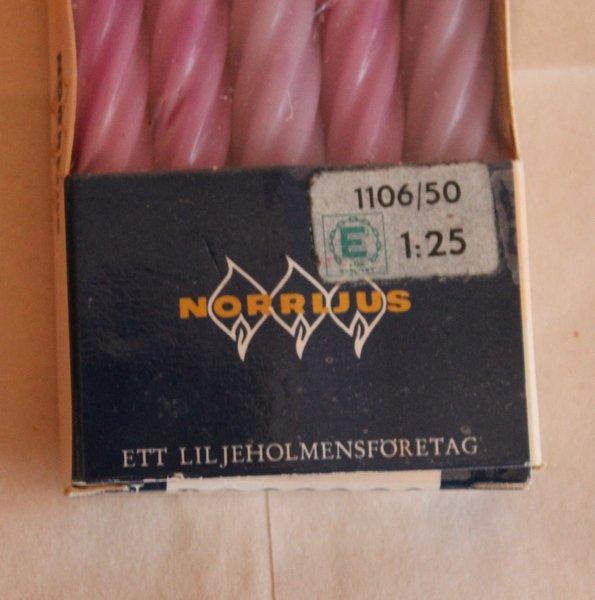 1106/50
E
1:25
NORRLJUS
ETT LILJEHOLMENSFÖRETAG